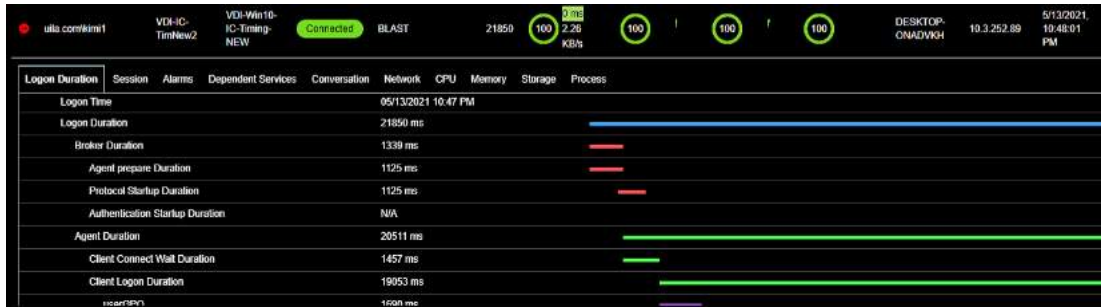 uila.com\kimi1 VDI-IC-TimNew2 VDI-Win10-IC-Timing-NEW Connected BLAST 21850 100 0 ms 2.26 KB/s 100 100 100 DESKTOP-ONADVKH 10.3.252.89 5/13/2021, 10:48:01 PM
Logon Duration Session Alarms Dependent Services Conversation Network CPU Memory Storage Process
Logon Time 05/13/2021 10:47 PM
Logon Duration 21850 ms
Broker Duration 1339 ms
Agent prepare Duration 1125 ms
Protocol Startup Duration 1125 ms
Authentication Startup Duration N/A
Agent Duration 20511 ms
Client Connect Wait Duration 1457 ms
Client Logon Duration 19053 ms
userGPO 1690 ms